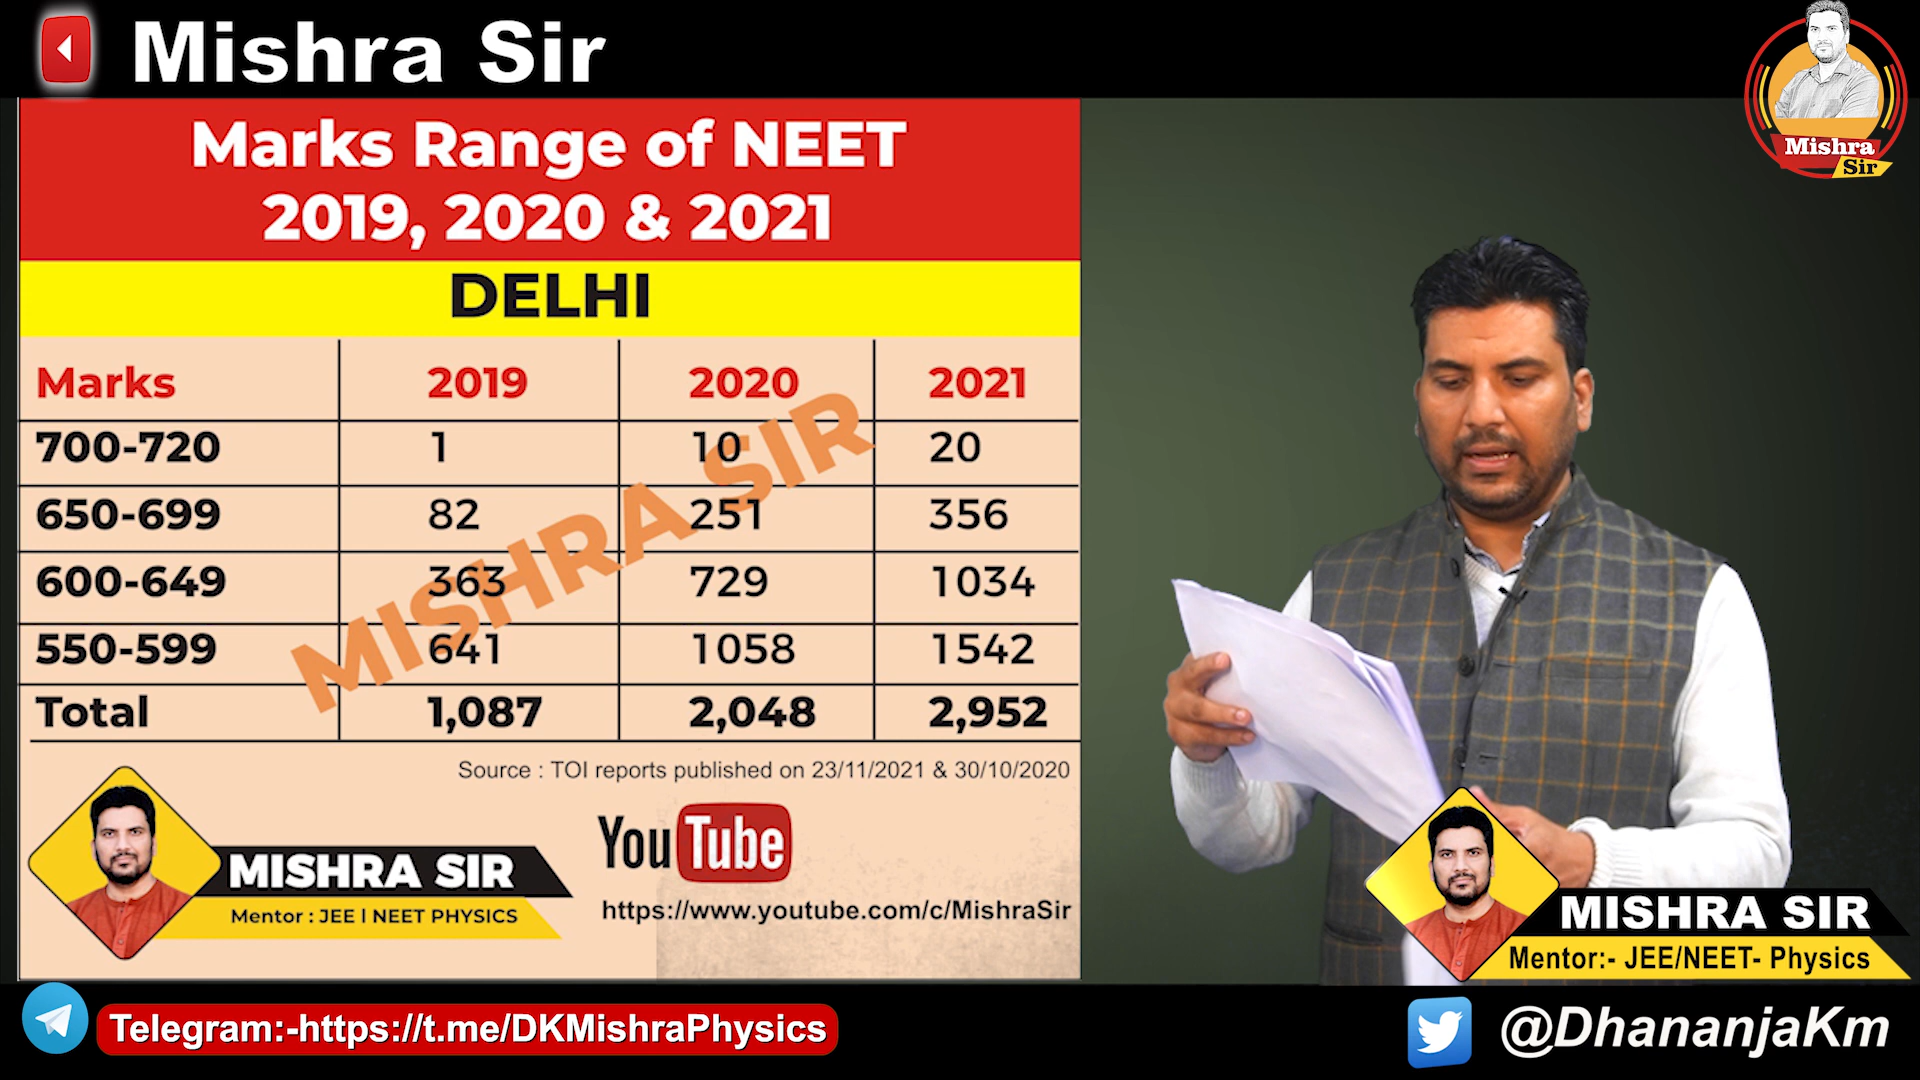 Mishra Sir
Mishra
Sir
Marks Range of NEET
2019, 2020 & 2021
DELHI
Marks 2019 2020 2021
700-720 1 10 20
650-699 82 251 356
600-649 363 729 1034
550-599 641 1058 1542
Total 1,087 2,048 2,952
MISHRA SIR
Source : TOI reports published on 23/11/2021 & 30/10/2020
MISHRA SIR
Mentor : JEE l NEET PHYSICS
YouTube
https://www.youtube.com/c/MishraSir
MISHRA SIR
Mentor:- JEE/NEET- Physics
Telegram:-https://t.me/DKMishraPhysics
@DhananjaKm